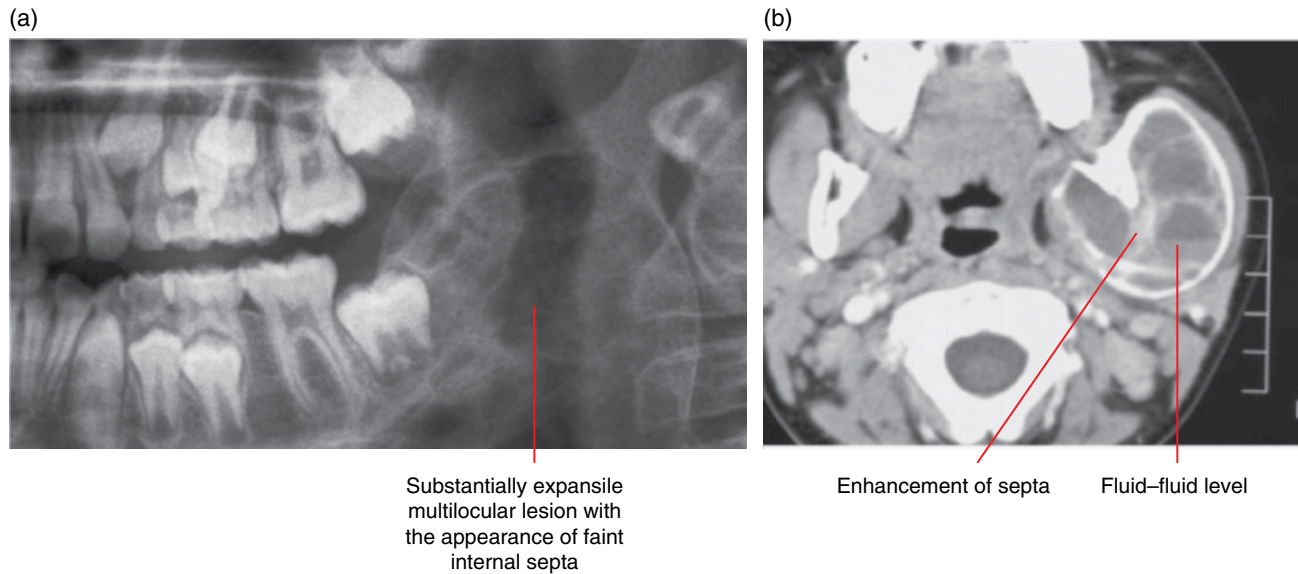 (a)
(b)
Substantially expansile
multilocular lesion with
the appearance of faint
internal septa
Enhancement of septa
Fluid–fluid level